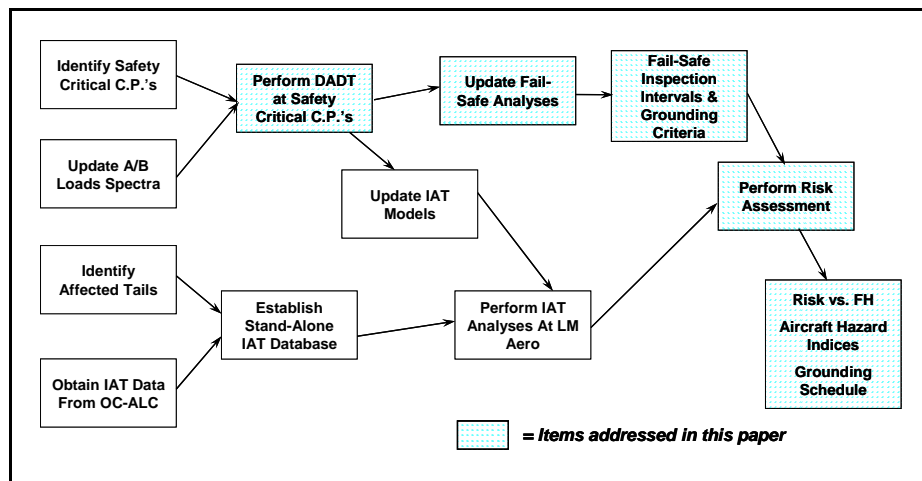 Identify Safety
Critical C.P.'s
Update A/B
Loads Spectra
Identify
Affected Tails
Obtain IAT Data
From OC-ALC
Perform DADT
at Safety
Critical C.P.'s
Establish
Stand-Alone
IAT Database
Update IAT
Models
Update Fail-
Safe Analyses
Perform IAT
Analyses At LM
Aero
Fail-Safe
Inspection
Intervals &
Grounding
Criteria
Perform Risk
Assessment
Risk vs. FH
Aircraft Hazard
Indices
Grounding
Schedule
= Items addressed in this paper